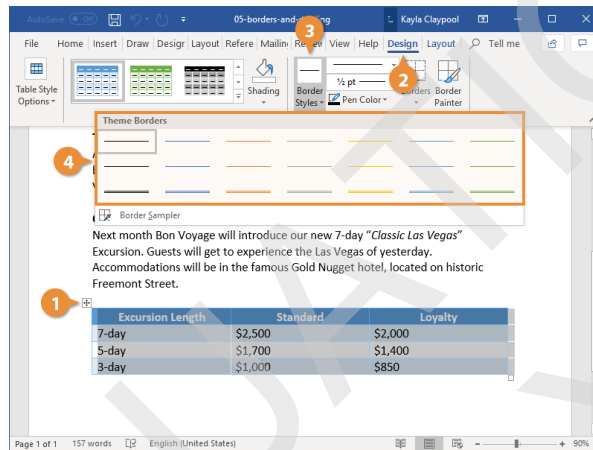 AutoSave Off 05-borders-and-shading Kayla Claypool
File Home Insert Draw Design Layout Refere Mailin Review View Help Design Layout Tell me
Table Style Options
Shading
Border Styles
½ pt
Pen Color
Borders
Border Painter
3
2
Theme Borders
4
Border Sampler
Next month Bon Voyage will introduce our new 7-day “Classic Las Vegas”
Excursion. Guests will get to experience the Las Vegas of yesterday.
Accommodations will be in the famous Gold Nugget hotel, located on historic
Freemont Street.
1
Excursion Length Standard Loyalty
7-day $2,500 $2,000
5-day $1,700 $1,400
3-day $1,000 $850
Page 1 of 1 157 words English (United States) 90%